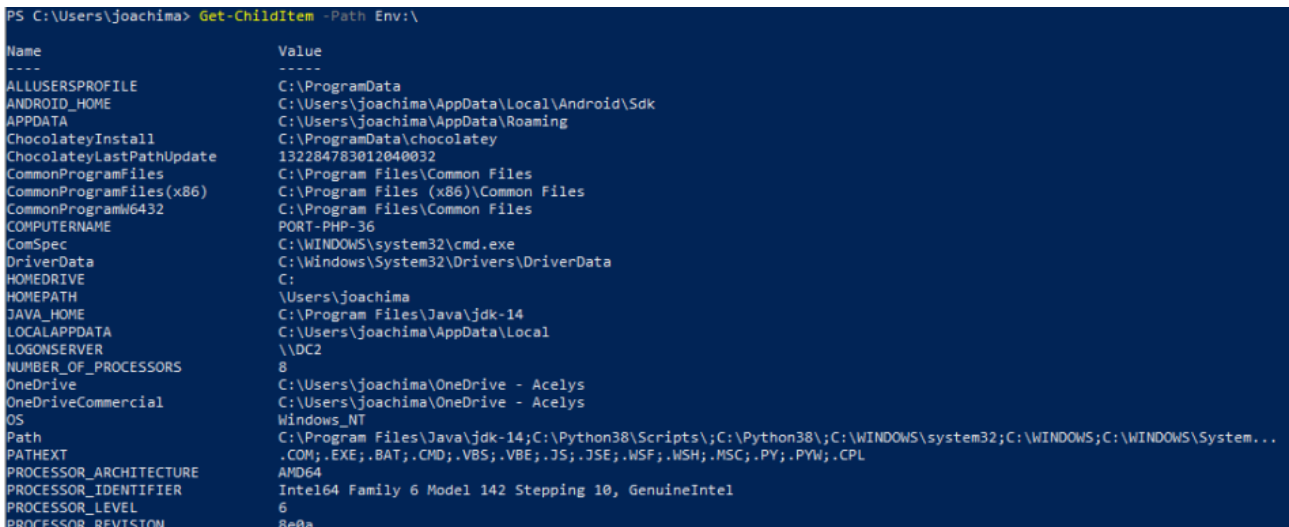 PS C:\Users\joachima> Get-ChildItem -Path Env:\
Name Value
---- -----
ALLUSERSPROFILE C:\ProgramData
ANDROID_HOME C:\Users\joachima\AppData\Local\Android\Sdk
APPDATA C:\Users\joachima\AppData\Roaming
ChocolateyInstall C:\ProgramData\chocolatey
ChocolateyLastPathUpdate 132284783012040032
CommonProgramFiles C:\Program Files\Common Files
CommonProgramFiles(x86) C:\Program Files (x86)\Common Files
CommonProgramW6432 C:\Program Files\Common Files
COMPUTERNAME PORT-PHP-36
ComSpec C:\WINDOWS\system32\cmd.exe
DriverData C:\Windows\System32\Drivers\DriverData
HOMEDRIVE C:
HOMEPATH \Users\joachima
JAVA_HOME C:\Program Files\Java\jdk-14
LOCALAPPDATA C:\Users\joachima\AppData\Local
LOGONSERVER \\DC2
NUMBER_OF_PROCESSORS 8
OneDrive C:\Users\joachima\OneDrive - Acelys
OneDriveCommercial C:\Users\joachima\OneDrive - Acelys
OS Windows_NT
Path C:\Program Files\Java\jdk-14;C:\Python38\Scripts\;C:\Python38\;C:\WINDOWS\system32;C:\WINDOWS;C:\WINDOWS\System...
PATHEXT .COM;.EXE;.BAT;.CMD;.VBS;.VBE;.JS;.JSE;.WSF;.WSH;.MSC;.PY;.PYW;.CPL
PROCESSOR_ARCHITECTURE AMD64
PROCESSOR_IDENTIFIER Intel64 Family 6 Model 142 Stepping 10, GenuineIntel
PROCESSOR_LEVEL 6
PROCESSOR_REVISION 8e0a